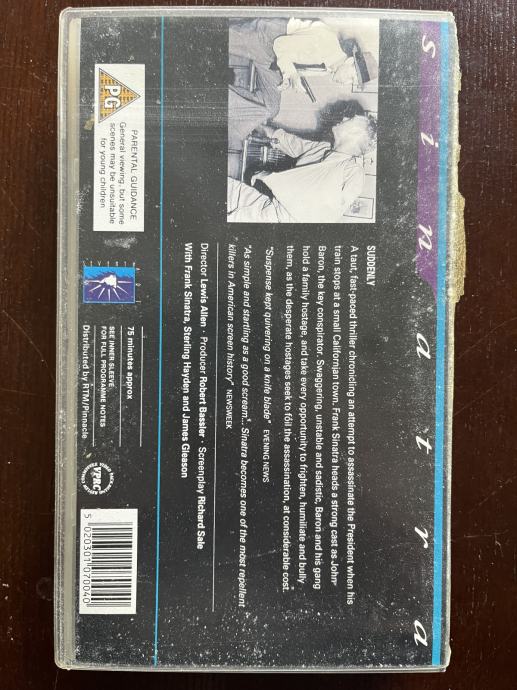 sinatra
SUDDENLY
A taut, fast-paced thriller chronicling an attempt to assassinate the President when his
train stops at a small Californian town. Frank Sinatra heads a strong cast as John
Baron, the key conspirator. Swaggering, unstable and sadistic, Baron and his gang
hold a family hostage, and take every opportunity to frighten, humiliate and bully
them, as the desperate hostages seek to foil the assassination, at considerable cost.
"Suspense kept quivering on a knife blade" EVENING NEWS
"As simple and startling as a good scream... Sinatra becomes one of the most repellent
killers in American screen history" NEWSWEEK
Director Lewis Allen · Producer Robert Bassler · Screenplay Richard Sale
With Frank Sinatra, Sterling Hayden and James Gleason
PG
PARENTAL GUIDANCE
General viewing, but some
scenes may be unsuitable
for young children
75 minutes approx
SEE INNER SLEEVE
FOR FULL PROGRAMME NOTES
Distributed by RTM/Pinnacle
VPRC
5 020301 070040